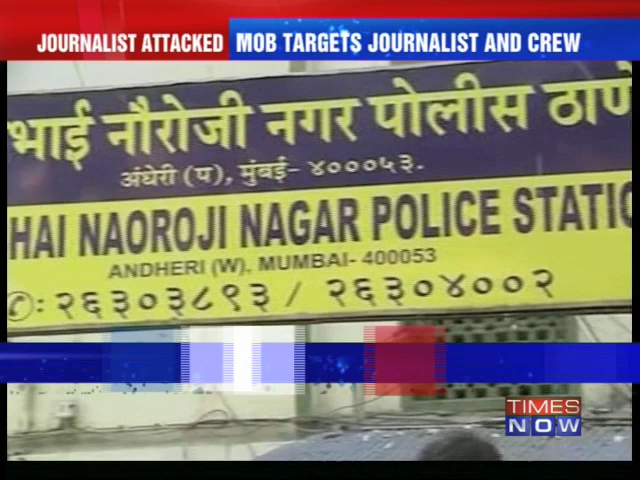 JOURNALIST ATTACKED MOB TARGETS JOURNALIST AND CREW
भाई नौरोजी नगर पोलीस ठाणे
अंधेरी (प), मुंबई- ४०००५३.
HAI NAOROJI NAGAR POLICE STATIO
ANDHERI (W). MUMBAI- 400053
: २६३०३८९३ / २६३०४००२
TIMES
NOW